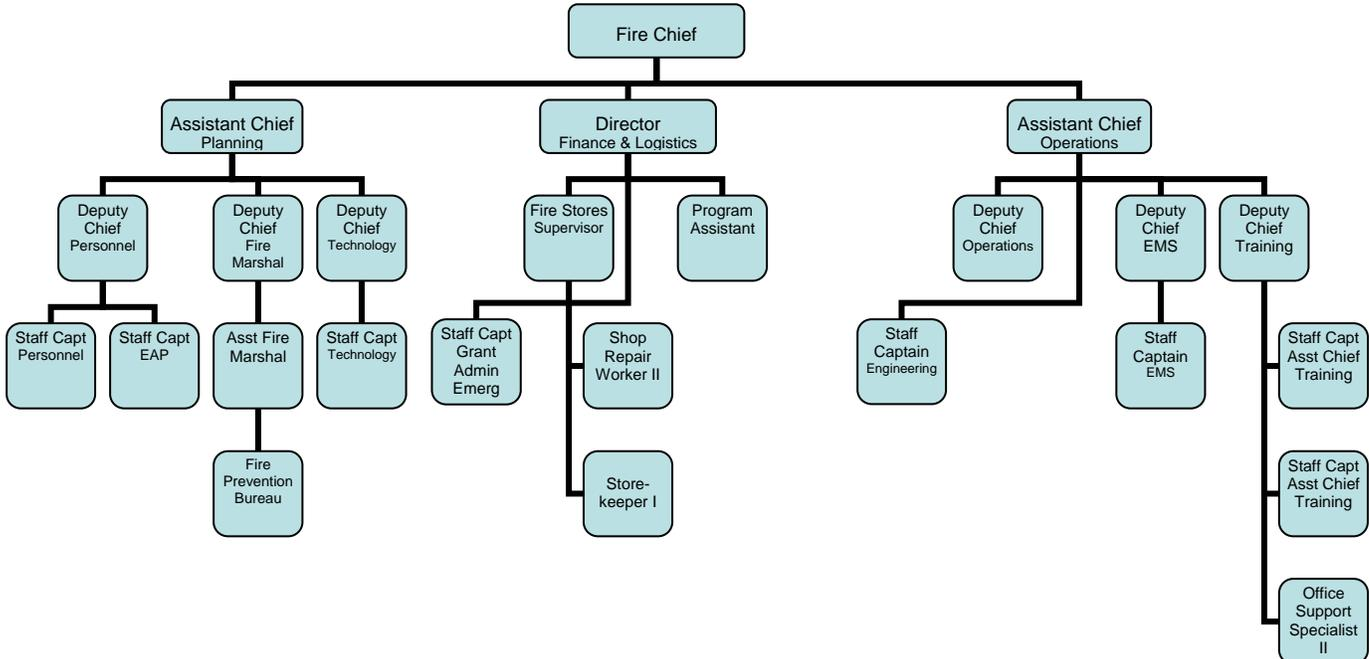 Fire Chief
Assistant Chief
Planning
Director
Finance & Logistics
Assistant Chief
Operations
Deputy
Chief
Personnel
Deputy
Chief
Fire
Marshal
Deputy
Chief
Technology
Fire Stores
Supervisor
Program
Assistant
Deputy
Chief
Operations
Deputy
Chief
EMS
Deputy
Chief
Training
Staff Capt
Personnel
Staff Capt
EAP
Asst Fire
Marshal
Staff Capt
Technology
Staff Capt
Grant
Admin
Emerg
Shop
Repair
Worker II
Staff
Captain
Engineering
Staff
Captain
EMS
Staff Capt
Asst Chief
Training
Fire
Prevention
Bureau
Store-
keeper I
Staff Capt
Asst Chief
Training
Office
Support
Specialist
II